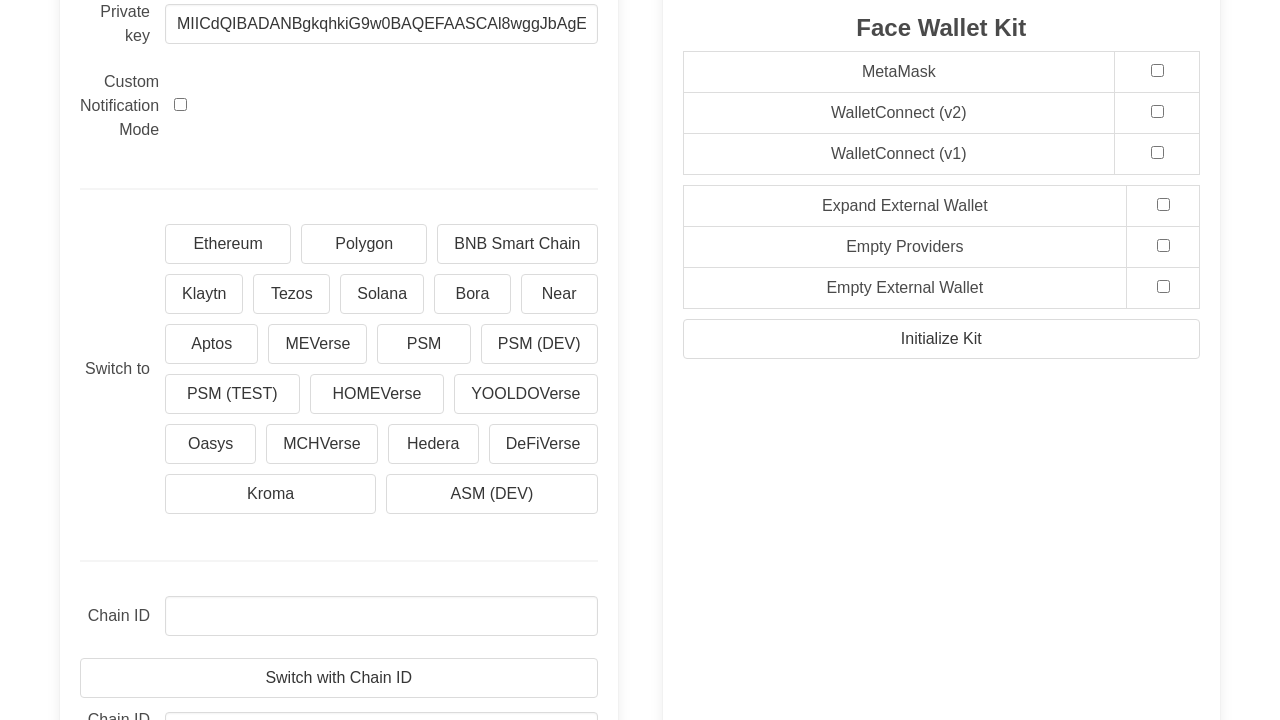 Private
key
MIICdQIBADANBgkqhkiG9w0BAQEFAASCAl8wggJbAgE
Custom
Notification
Mode
Switch to
Ethereum
Polygon
BNB Smart Chain
Klaytn
Tezos
Solana
Bora
Near
Aptos
MEVerse
PSM
PSM (DEV)
PSM (TEST)
HOMEVerse
YOOLDOVerse
Oasys
MCHVerse
Hedera
DeFiVerse
Kroma
ASM (DEV)
Chain ID
Switch with Chain ID
Chain ID
Face Wallet Kit
MetaMask
WalletConnect (v2)
WalletConnect (v1)
Expand External Wallet
Empty Providers
Empty External Wallet
Initialize Kit